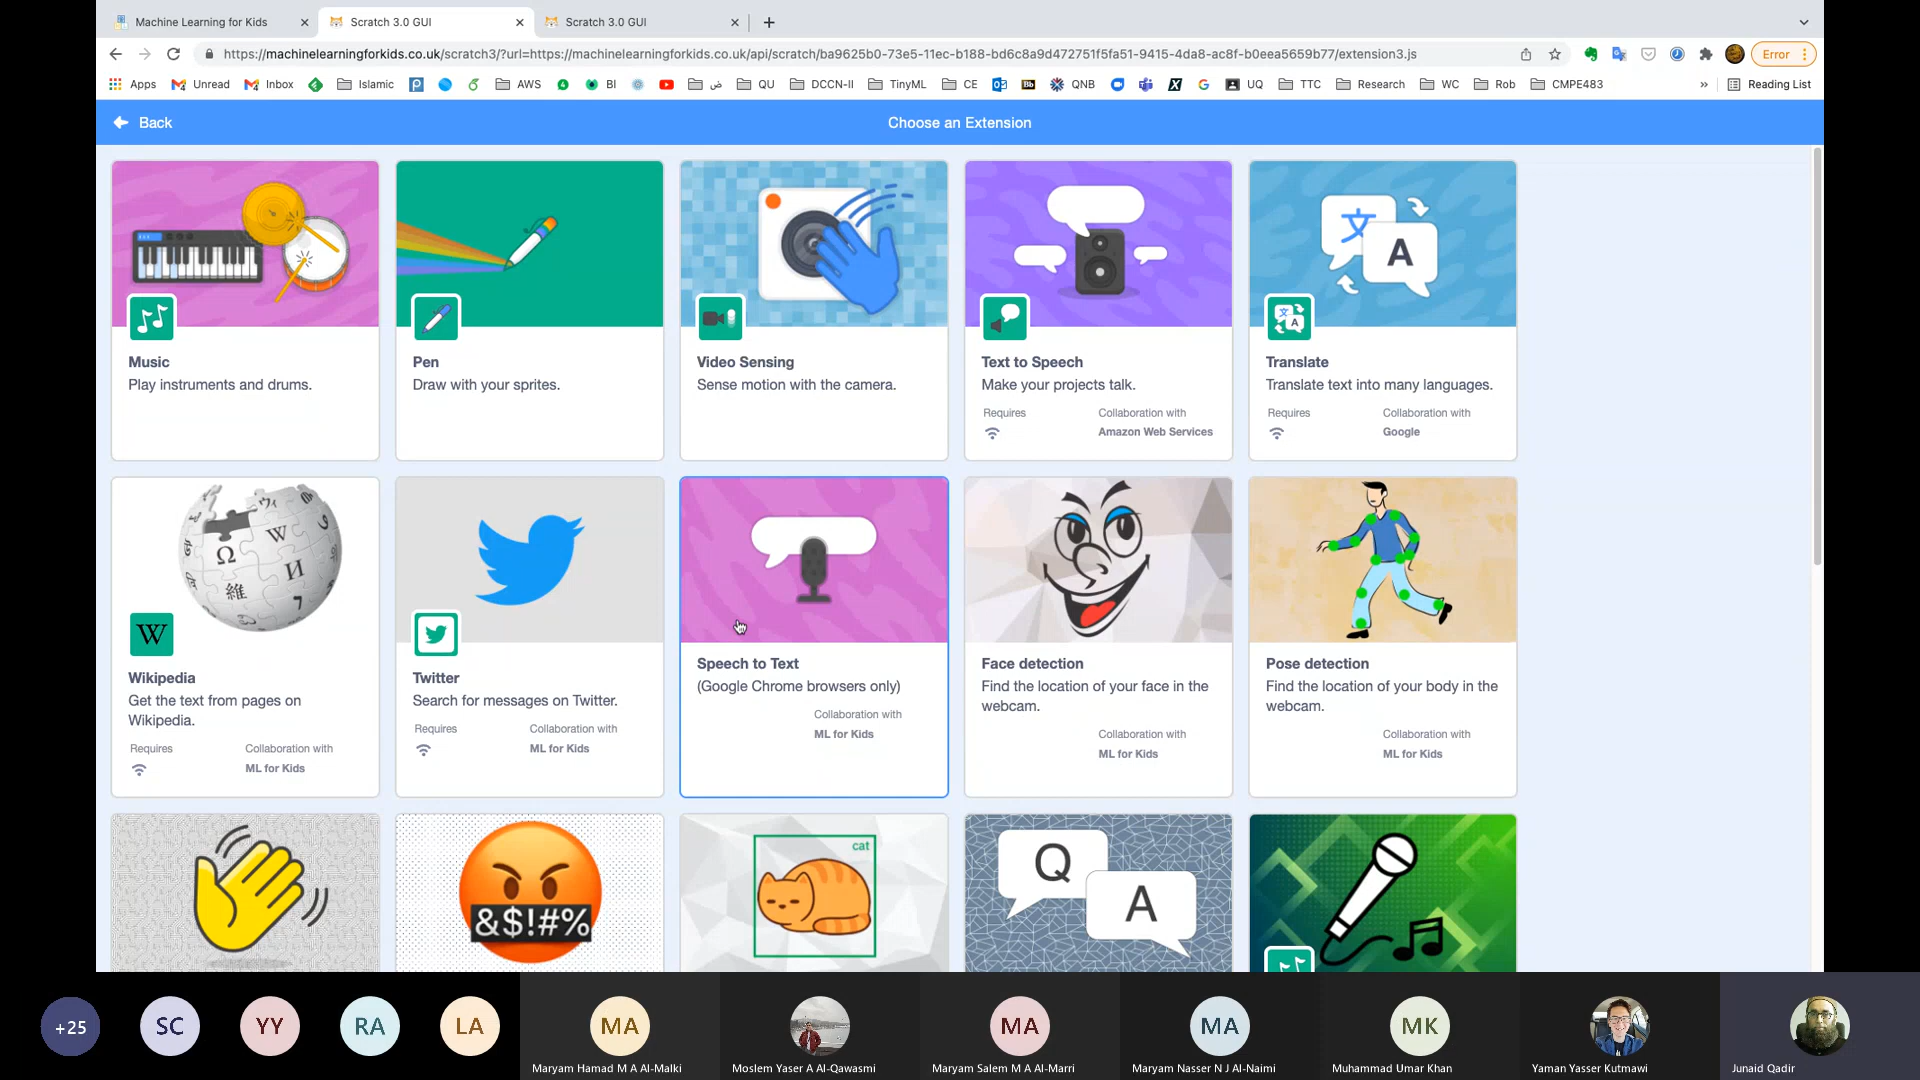 Machine Learning for Kids
Scratch 3.0 GUI
Scratch 3.0 GUI
https://machinelearningforkids.co.uk/scratch3/?url=https://machinelearningforkids.co.uk/api/scratch/ba9625b0-73e5-11ec-b188-bd6c8a9d472751f5fa51-9415-4da8-ac8f-b0eea5659b77/extension3.js
Error
Apps
Unread
Inbox
Islamic
AWS
BI
ض
QU
DCCN-II
TinyML
CE
Bb
QNB
UQ
TTC
Research
WC
Rob
CMPE483
»
Reading List
Back
Choose an Extension
Music
Play instruments and drums.
Pen
Draw with your sprites.
Video Sensing
Sense motion with the camera.
Text to Speech
Make your projects talk.
Requires
Collaboration with
Amazon Web Services
文
A
Translate
Translate text into many languages.
Requires
Collaboration with
Google
Ω
W
И
維
W
Wikipedia
Get the text from pages on
Wikipedia.
Requires
Collaboration with
ML for Kids
Twitter
Search for messages on Twitter.
Requires
Collaboration with
ML for Kids
Speech to Text
(Google Chrome browsers only)
Collaboration with
ML for Kids
Face detection
Find the location of your face in the
webcam.
Collaboration with
ML for Kids
Pose detection
Find the location of your body in the
webcam.
Collaboration with
ML for Kids
&$!#%
cat
Q
A
+25
SC
YY
RA
LA
MA
Maryam Hamad M A Al-Malki
Moslem Yaser A Al-Qawasmi
MA
Maryam Salem M A Al-Marri
MA
Maryam Nasser N J Al-Naimi
MK
Muhammad Umar Khan
Yaman Yasser Kutmawi
Junaid Qadir